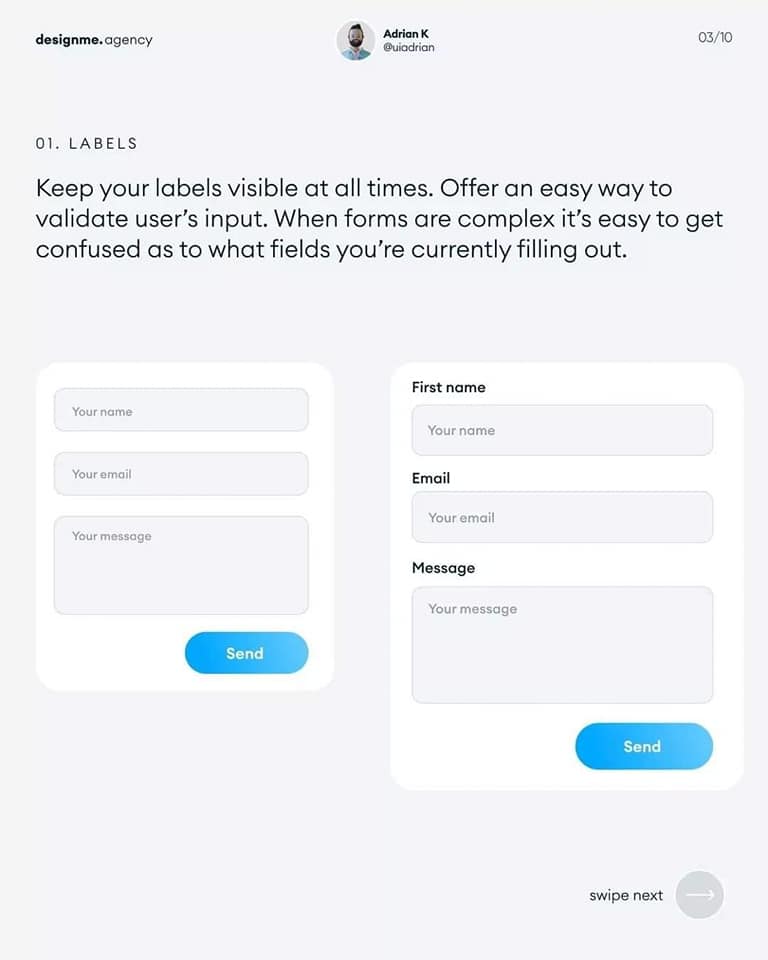 designme.agency
Adrian K
@uiadrian
03/10
01. LABELS
Keep your labels visible at all times. Offer an easy way to
validate user’s input. When forms are complex it’s easy to get
confused as to what fields you’re currently filling out.
Your name
Your email
Your message
Send
First name
Your name
Email
Your email
Message
Your message
Send
swipe next